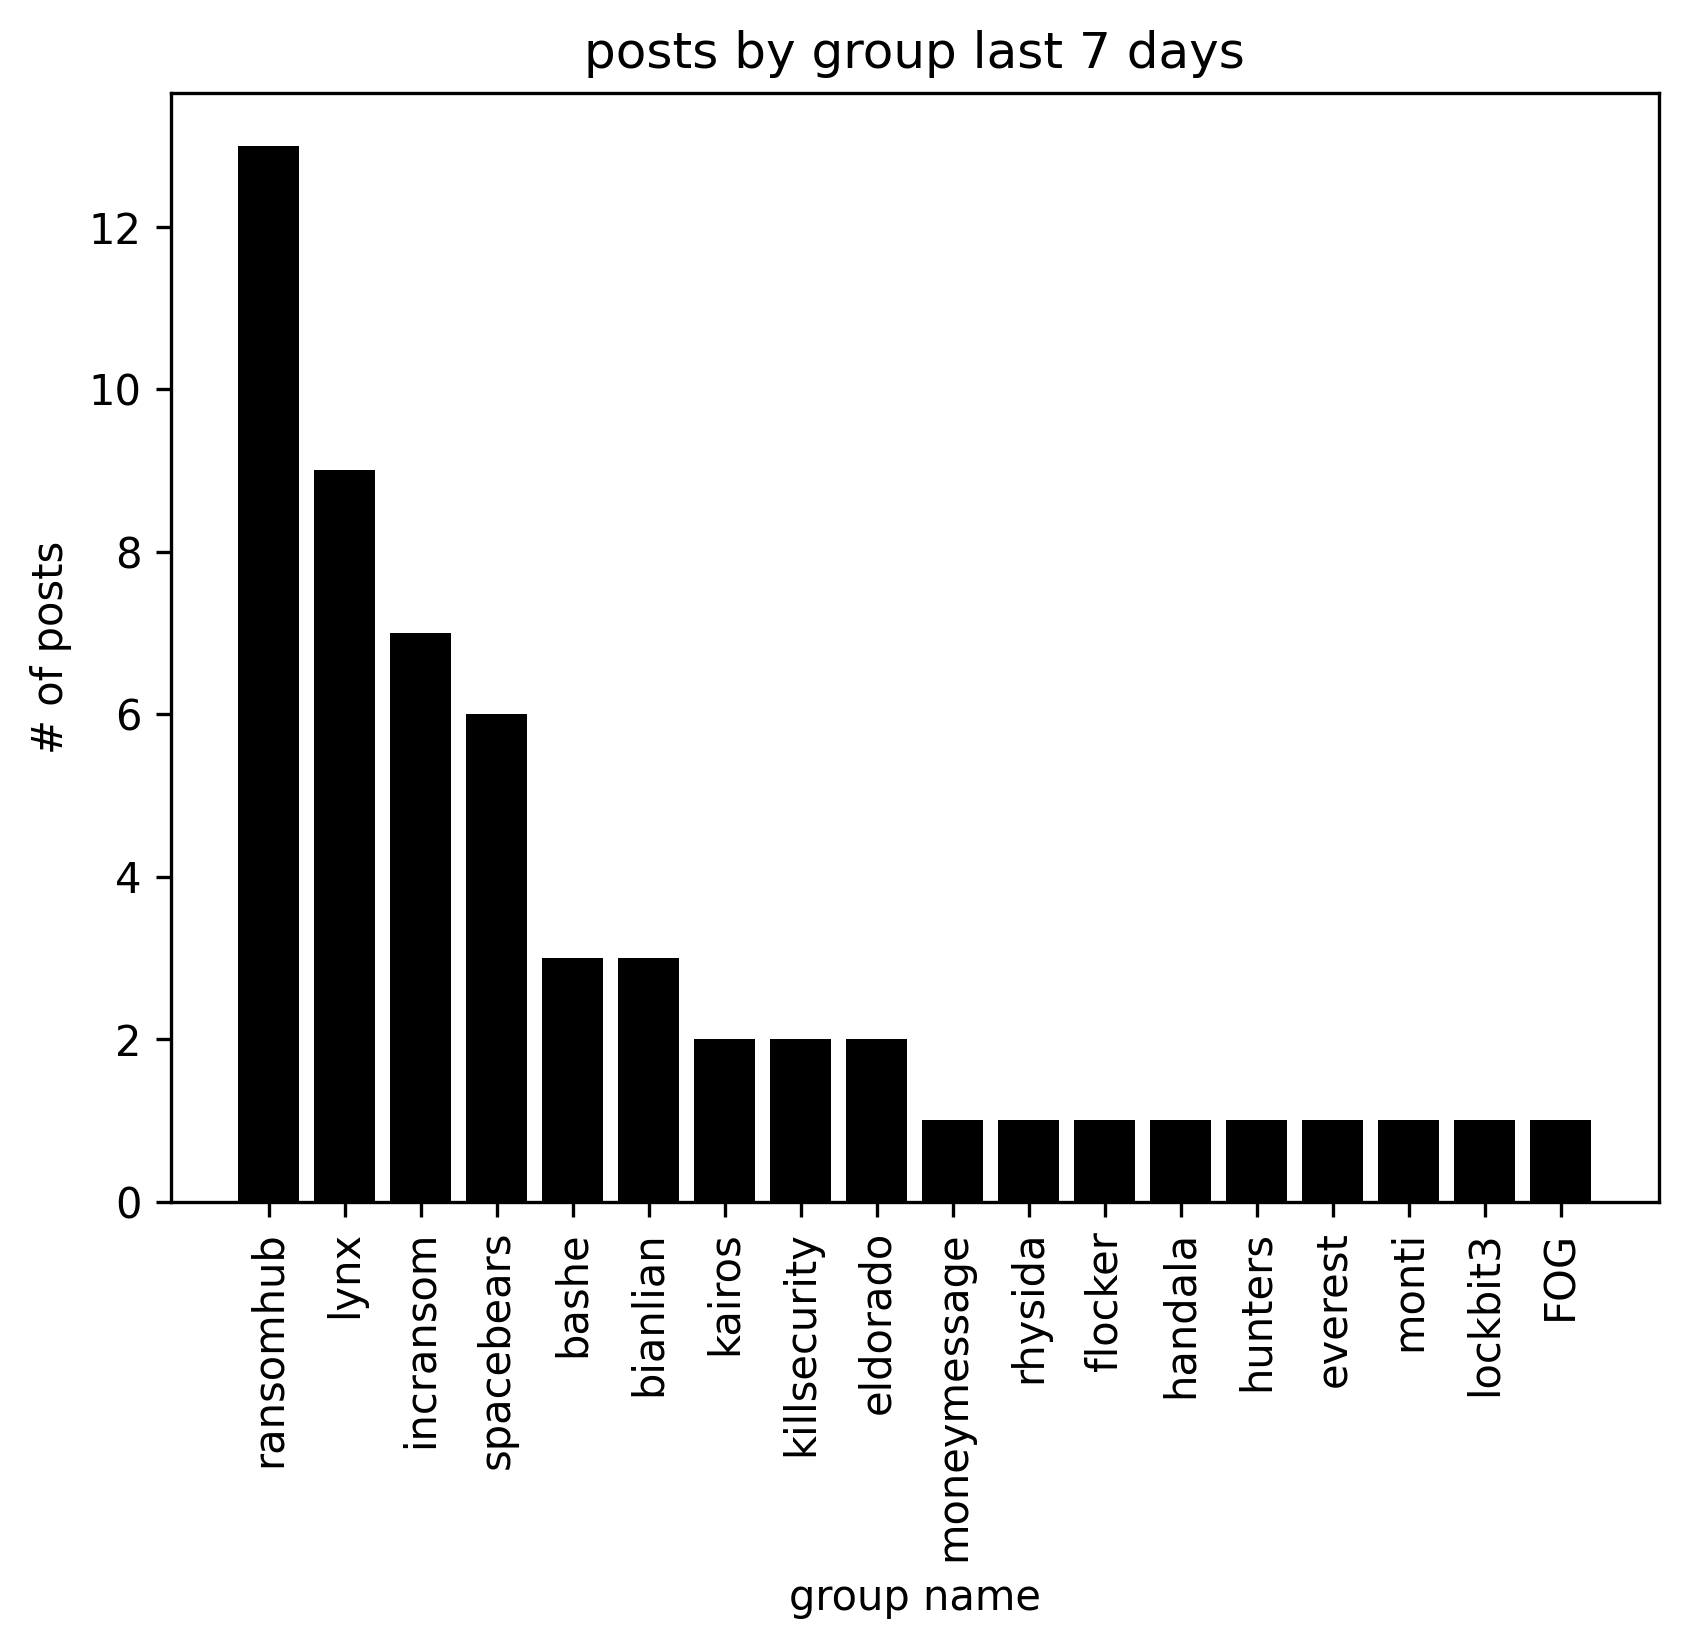 posts by group last 7 days
# of posts
12
10
8
6
4
2
0
ransomhub
lynx
incransom
spacebears
bashe
bianlian
kairos
killsecurity
eldorado
moneymessage
rhysida
flocker
handala
hunters
everest
monti
lockbit3
FOG
group name